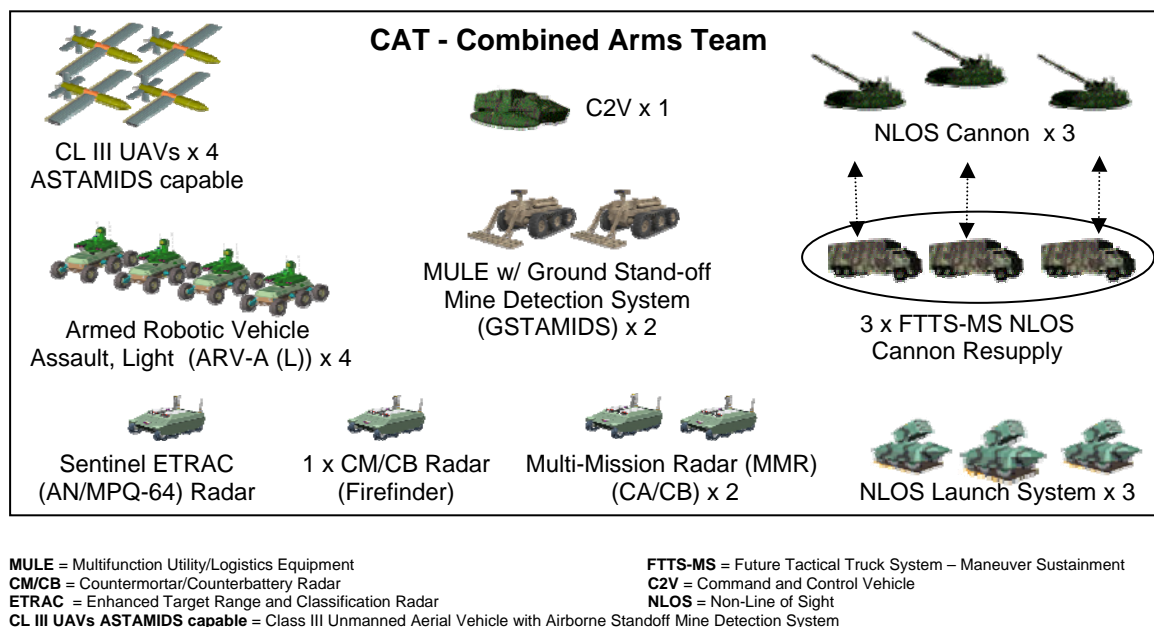 CAT - Combined Arms Team
CL III UAVs x 4
ASTAMIDS capable
C2V x 1
NLOS Cannon x 3
Armed Robotic Vehicle
Assault, Light (ARV-A (L)) x 4
MULE w/ Ground Stand-off
Mine Detection System
(GSTAMIDS) x 2
3 x FTTS-MS NLOS
Cannon Resupply
Sentinel ETRAC
(AN/MPQ-64) Radar
1 x CM/CB Radar
(Firefinder)
Multi-Mission Radar (MMR)
(CA/CB) x 2
NLOS Launch System x 3
MULE = Multifunction Utility/Logistics Equipment
CM/CB = Countermortar/Counterbattery Radar
ETRAC = Enhanced Target Range and Classification Radar
CL III UAVs ASTAMIDS capable = Class III Unmanned Aerial Vehicle with Airborne Standoff Mine Detection System
FTTS-MS = Future Tactical Truck System – Maneuver Sustainment
C2V = Command and Control Vehicle
NLOS = Non-Line of Sight